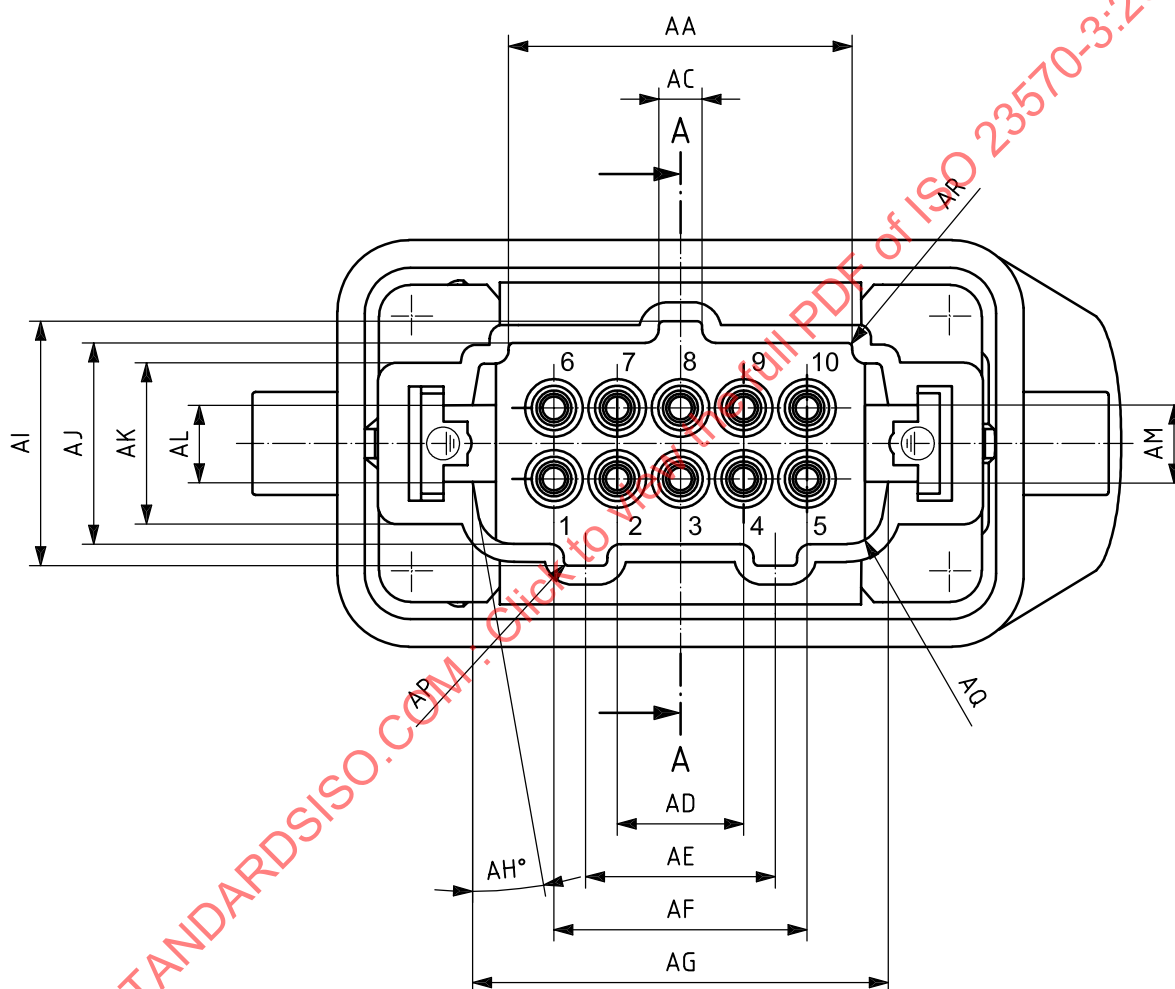 AA
AC
A
AR
6 7 8 9 10
AI
AJ
AK
AL
AM
1 2 3 4 5
AP
AQ
A
AD
AH°
AE
AF
AG
TANDARDSISO.COM : Click to view the full PDF of ISO 23570-3:2